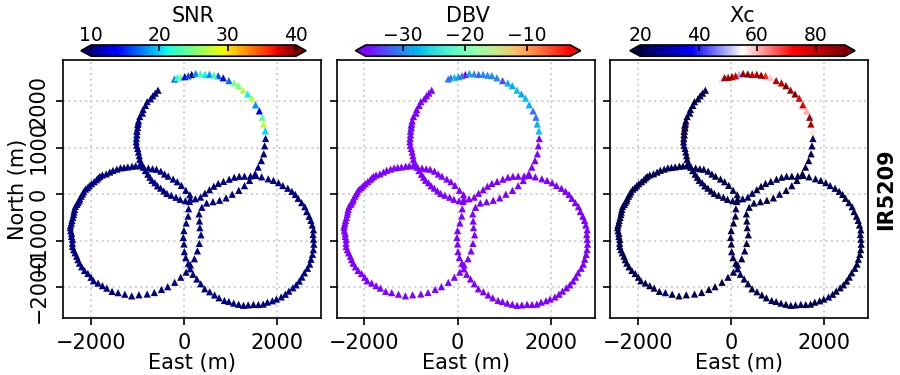 SNR DBV Xc
10 20 30 40 −30 −20 −10 20 40 60 80
North (m)
2000
1000
0
−1000
−2000
IR5209
−2000 0 2000 −2000 0 2000 −2000 0 2000
East (m) East (m) East (m)